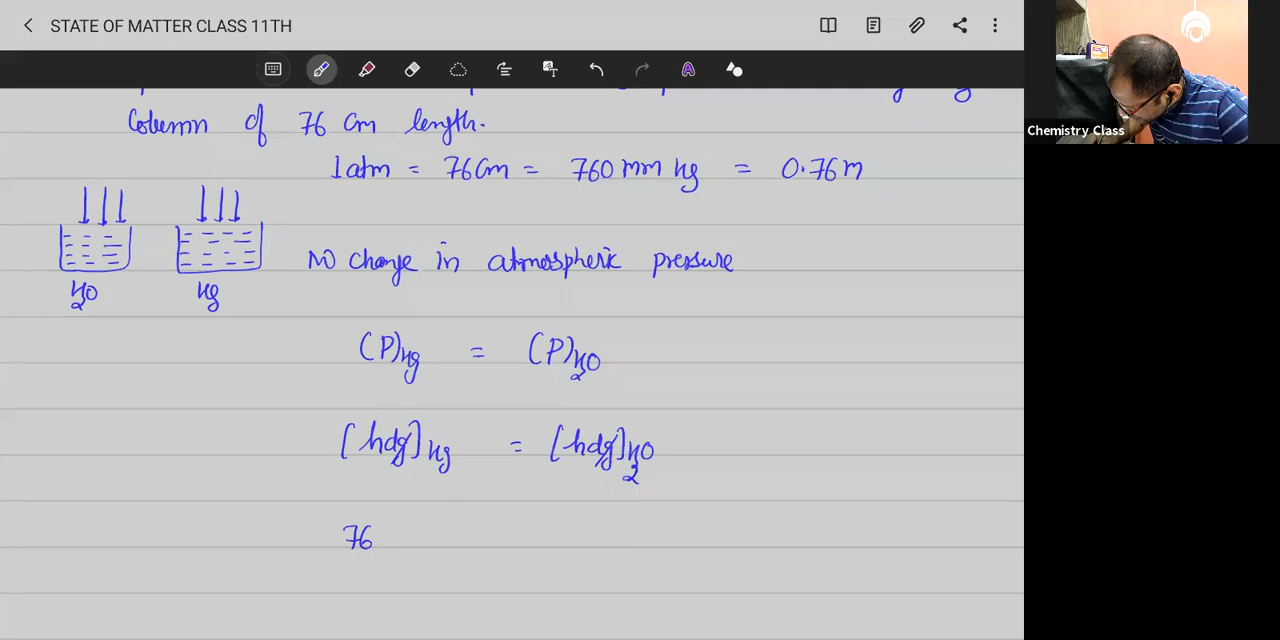 STATE OF MATTER CLASS 11TH
Chemistry Class
Column of 76 Cm length.
1atm = 76Cm = 760 mm Hg = 0.76 m
H2O
Hg
No change in atmospheric pressure
(P)Hg = (P)H2O
[hdg]Hg = [hdg]H2O
76